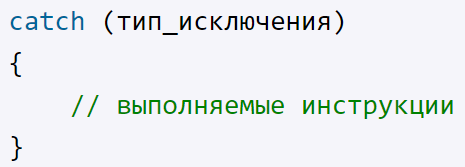 catch (тип_исключения)
{
// выполняемые инструкции
}